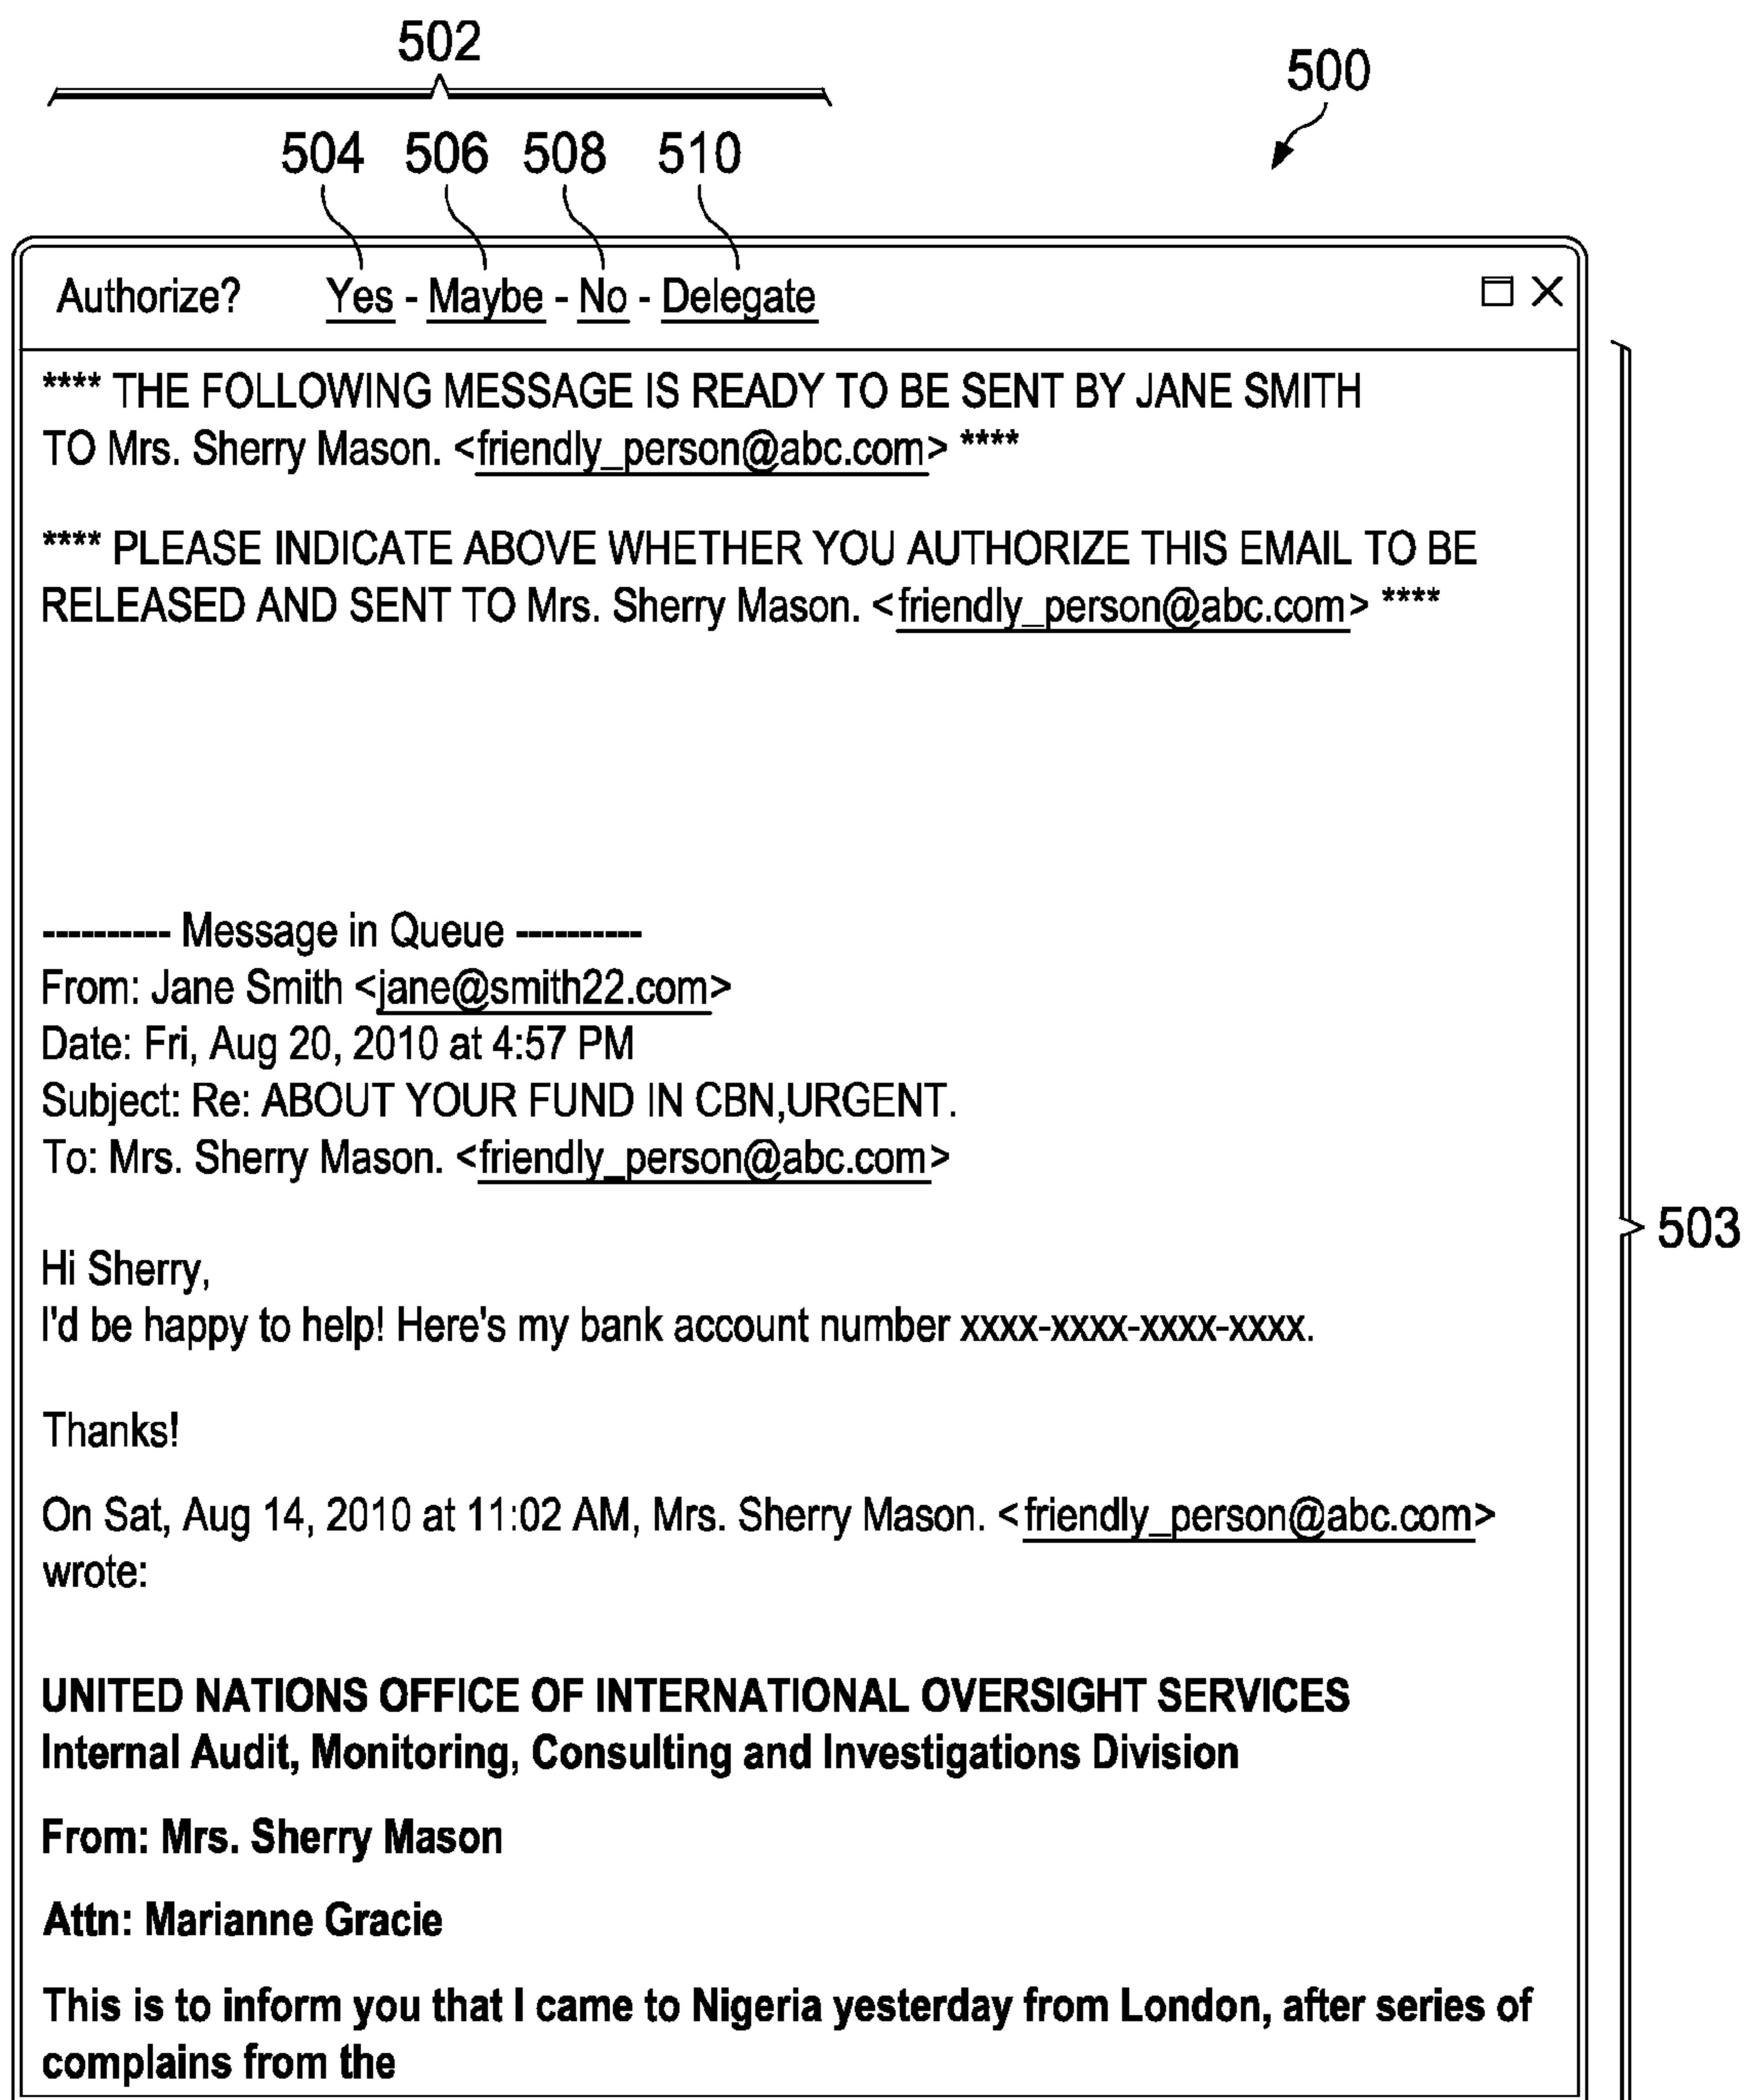 502
500
504 506 508 510
Authorize? Yes - Maybe - No - Delegate
**** THE FOLLOWING MESSAGE IS READY TO BE SENT BY JANE SMITH
TO Mrs. Sherry Mason. <friendly_person@abc.com> ****
**** PLEASE INDICATE ABOVE WHETHER YOU AUTHORIZE THIS EMAIL TO BE
RELEASED AND SENT TO Mrs. Sherry Mason. <friendly_person@abc.com> ****
---------- Message in Queue ----------
From: Jane Smith <jane@smith22.com>
Date: Fri, Aug 20, 2010 at 4:57 PM
Subject: Re: ABOUT YOUR FUND IN CBN,URGENT.
To: Mrs. Sherry Mason. <friendly_person@abc.com>
503
Hi Sherry,
I'd be happy to help! Here's my bank account number xxxx-xxxx-xxxx-xxxx.
Thanks!
On Sat, Aug 14, 2010 at 11:02 AM, Mrs. Sherry Mason. <friendly_person@abc.com>
wrote:
UNITED NATIONS OFFICE OF INTERNATIONAL OVERSIGHT SERVICES
Internal Audit, Monitoring, Consulting and Investigations Division
From: Mrs. Sherry Mason
Attn: Marianne Gracie
This is to inform you that I came to Nigeria yesterday from London, after series of
complains from the